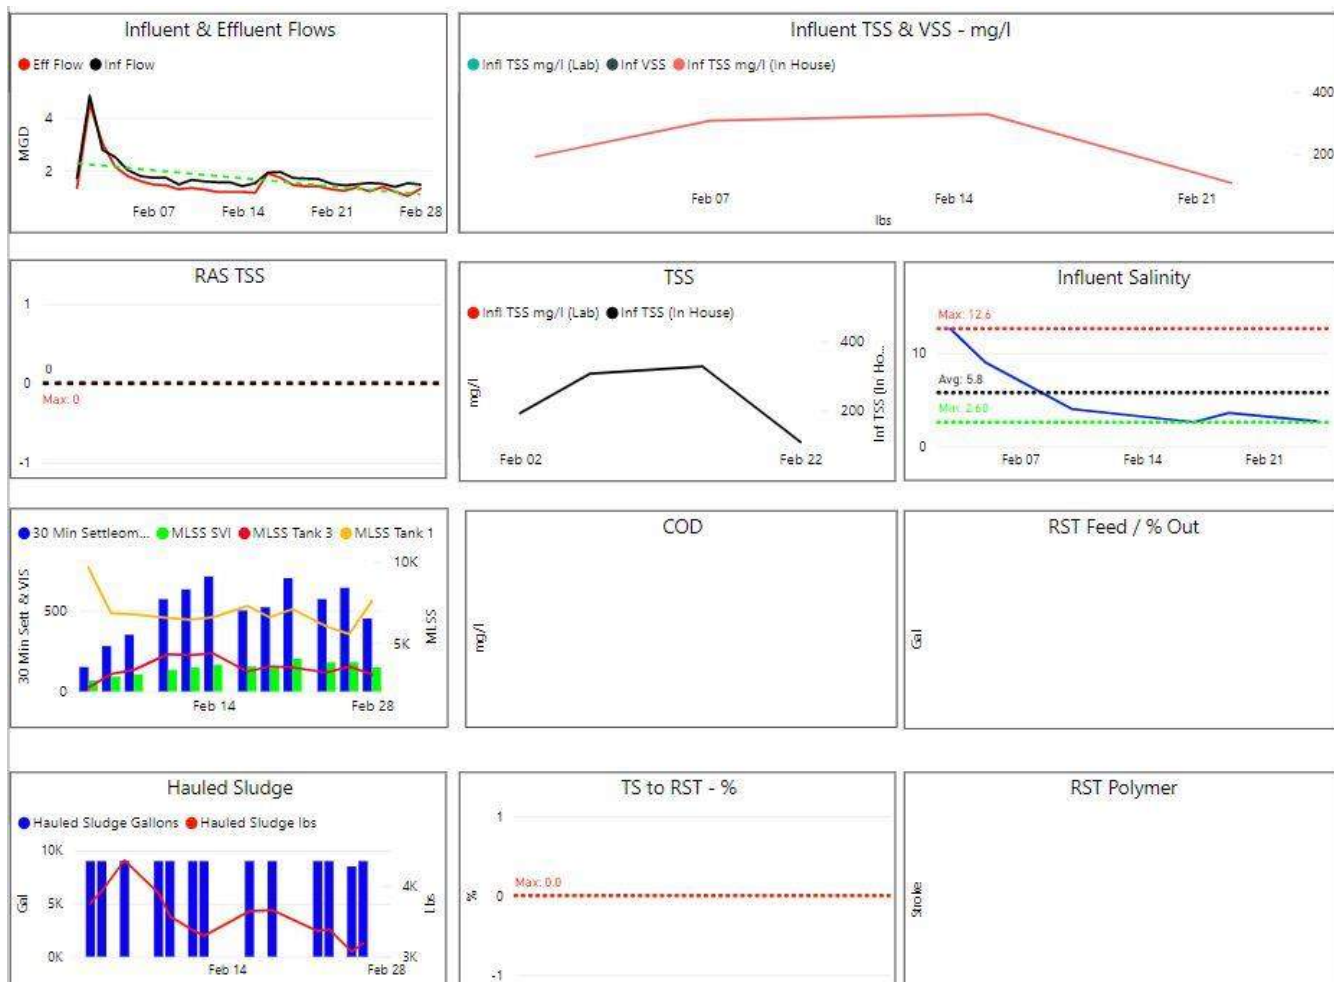 Influent & Effluent Flows
Eff Flow Inf Flow
MGD
4
2
Feb 07 Feb 14 Feb 21 Feb 28
Influent TSS & VSS - mg/l
Infl TSS mg/l (Lab) Inf VSS Inf TSS mg/l (In House)
400
200
Feb 07 Feb 14 Feb 21
lbs
RAS TSS
1
0
0
Max: 0
-1
TSS
Infl TSS mg/l (Lab) Inf TSS (In House)
mg/l
400
200
Inf TSS (In Ho...
Feb 02 Feb 22
Influent Salinity
Max: 12.6
10
Avg: 5.8
Min: 2.60
0
Feb 07 Feb 14 Feb 21
30 Min Settleom... MLSS SVI MLSS Tank 3 MLSS Tank 1
30 Min Sett & VIS
500
0
10K
5K
MLSS
Feb 14 Feb 28
COD
mg/l
RST Feed / % Out
Gal
Hauled Sludge
Hauled Sludge Gallons Hauled Sludge lbs
Gal
10K
5K
0K
4K
3K
Lbs
Feb 14 Feb 28
TS to RST - %
%
1
Max: 0.0
0
-1
RST Polymer
Stroke